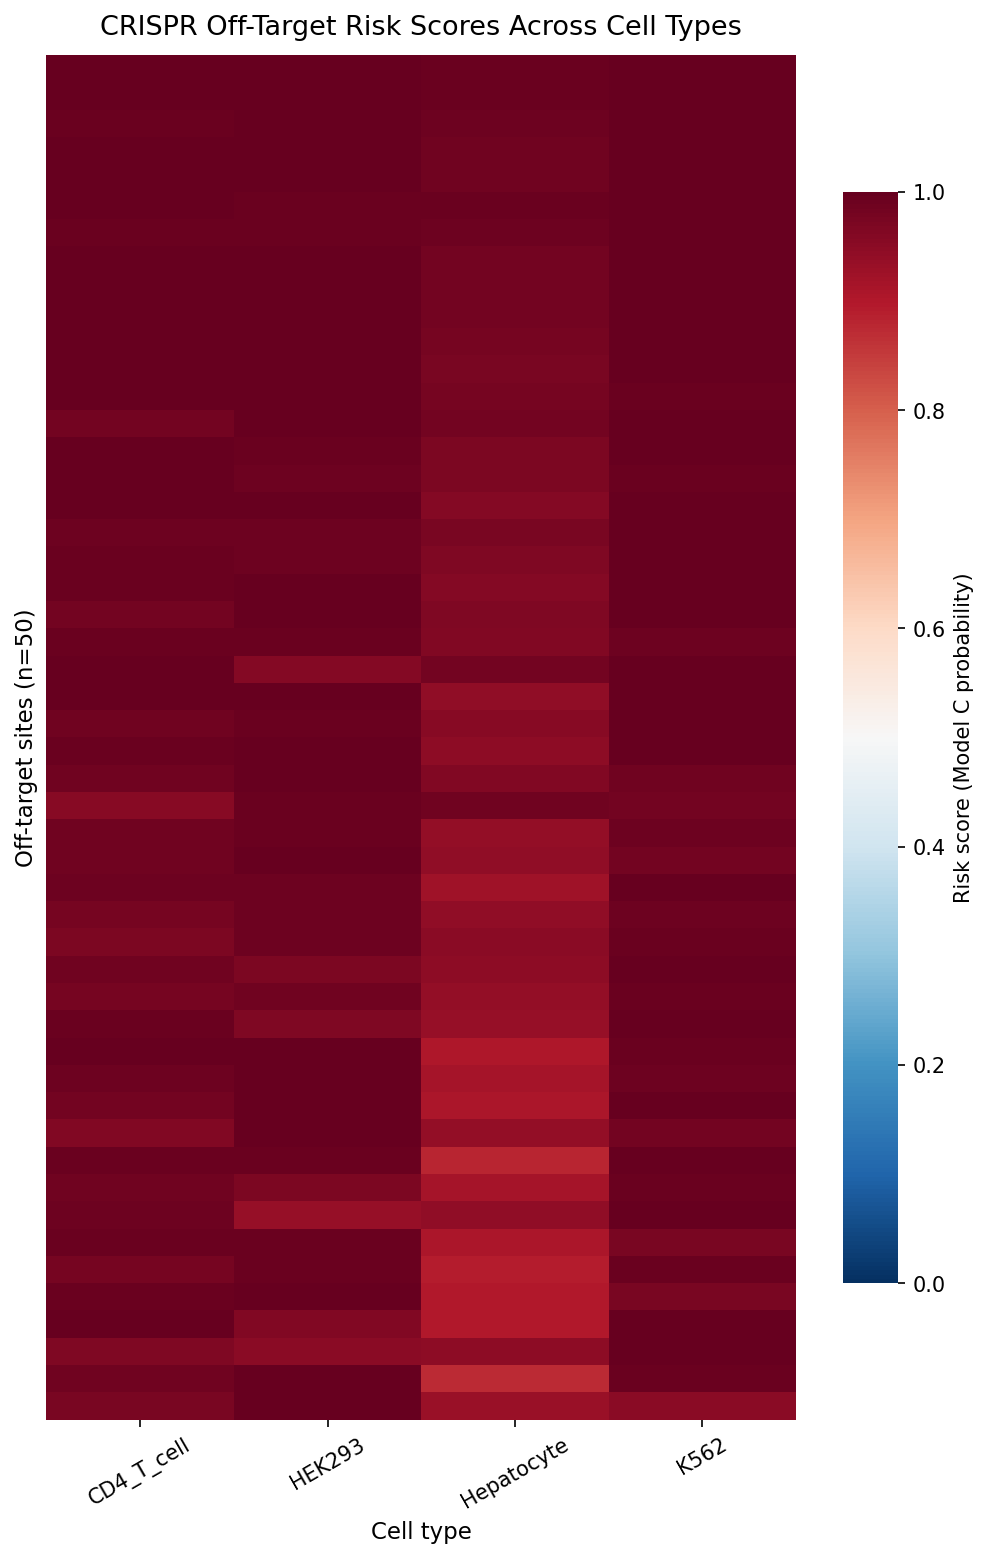 CRISPR Off-Target Risk Scores Across Cell Types
Off-target sites (n=50)
CD4_T_cell
HEK293
Hepatocyte
K562
Cell type
1.0
0.8
0.6
0.4
0.2
0.0
Risk score (Model C probability)